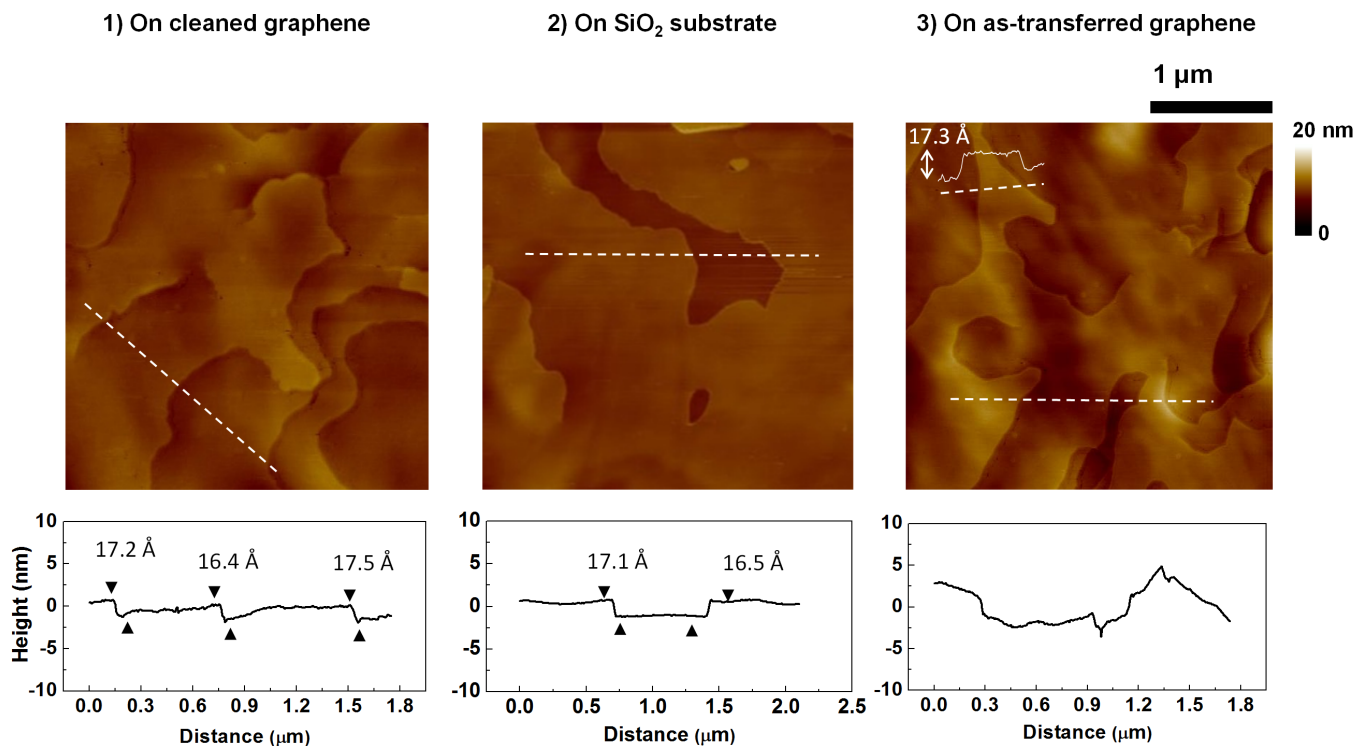 1) On cleaned graphene
2) On SiO₂ substrate
3) On as-transferred graphene
1 µm
17.3 Å
20 nm
0
17.2 Å
16.4 Å
17.5 Å
10
5
0
-5
-10
Height (nm)
0.0 0.3 0.6 0.9 1.2 1.5 1.8
Distance (µm)
17.1 Å
16.5 Å
10
5
0
-5
-10
0.0 0.5 1.0 1.5 2.0 2.5
Distance (µm)
10
5
0
-5
-10
0.0 0.3 0.6 0.9 1.2 1.5 1.8
Distance (µm)